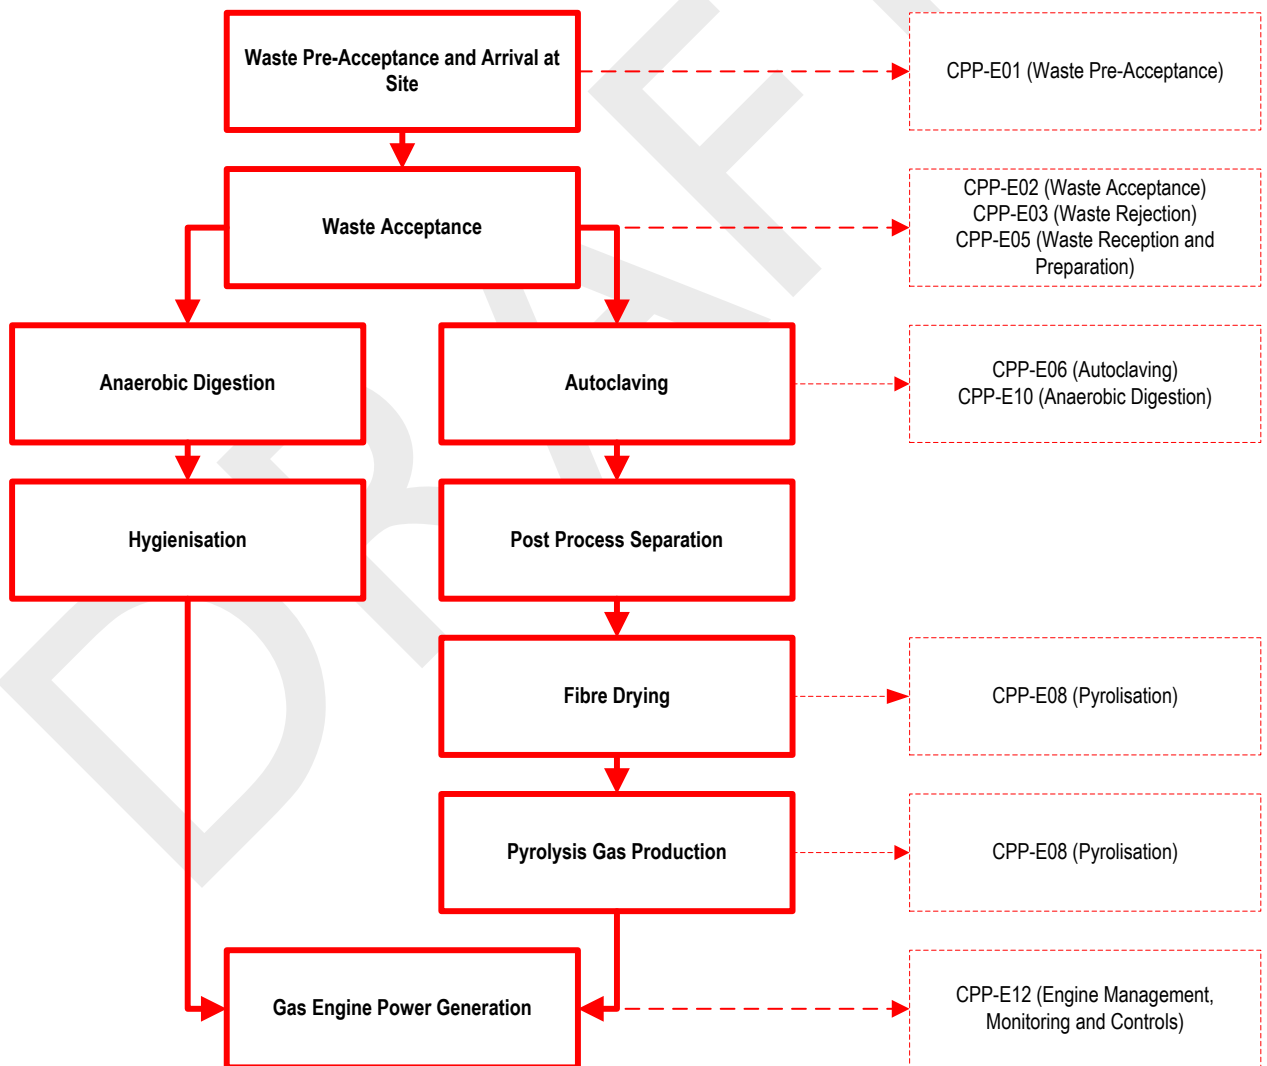 Waste Pre-Acceptance and Arrival at
Site
CPP-E01 (Waste Pre-Acceptance)
Waste Acceptance
CPP-E02 (Waste Acceptance)
CPP-E03 (Waste Rejection)
CPP-E05 (Waste Reception and
Preparation)
Anaerobic Digestion
Autoclaving
CPP-E06 (Autoclaving)
CPP-E10 (Anaerobic Digestion)
Hygienisation
Post Process Separation
Fibre Drying
CPP-E08 (Pyrolisation)
Pyrolysis Gas Production
CPP-E08 (Pyrolisation)
Gas Engine Power Generation
CPP-E12 (Engine Management,
Monitoring and Controls)
DRAF